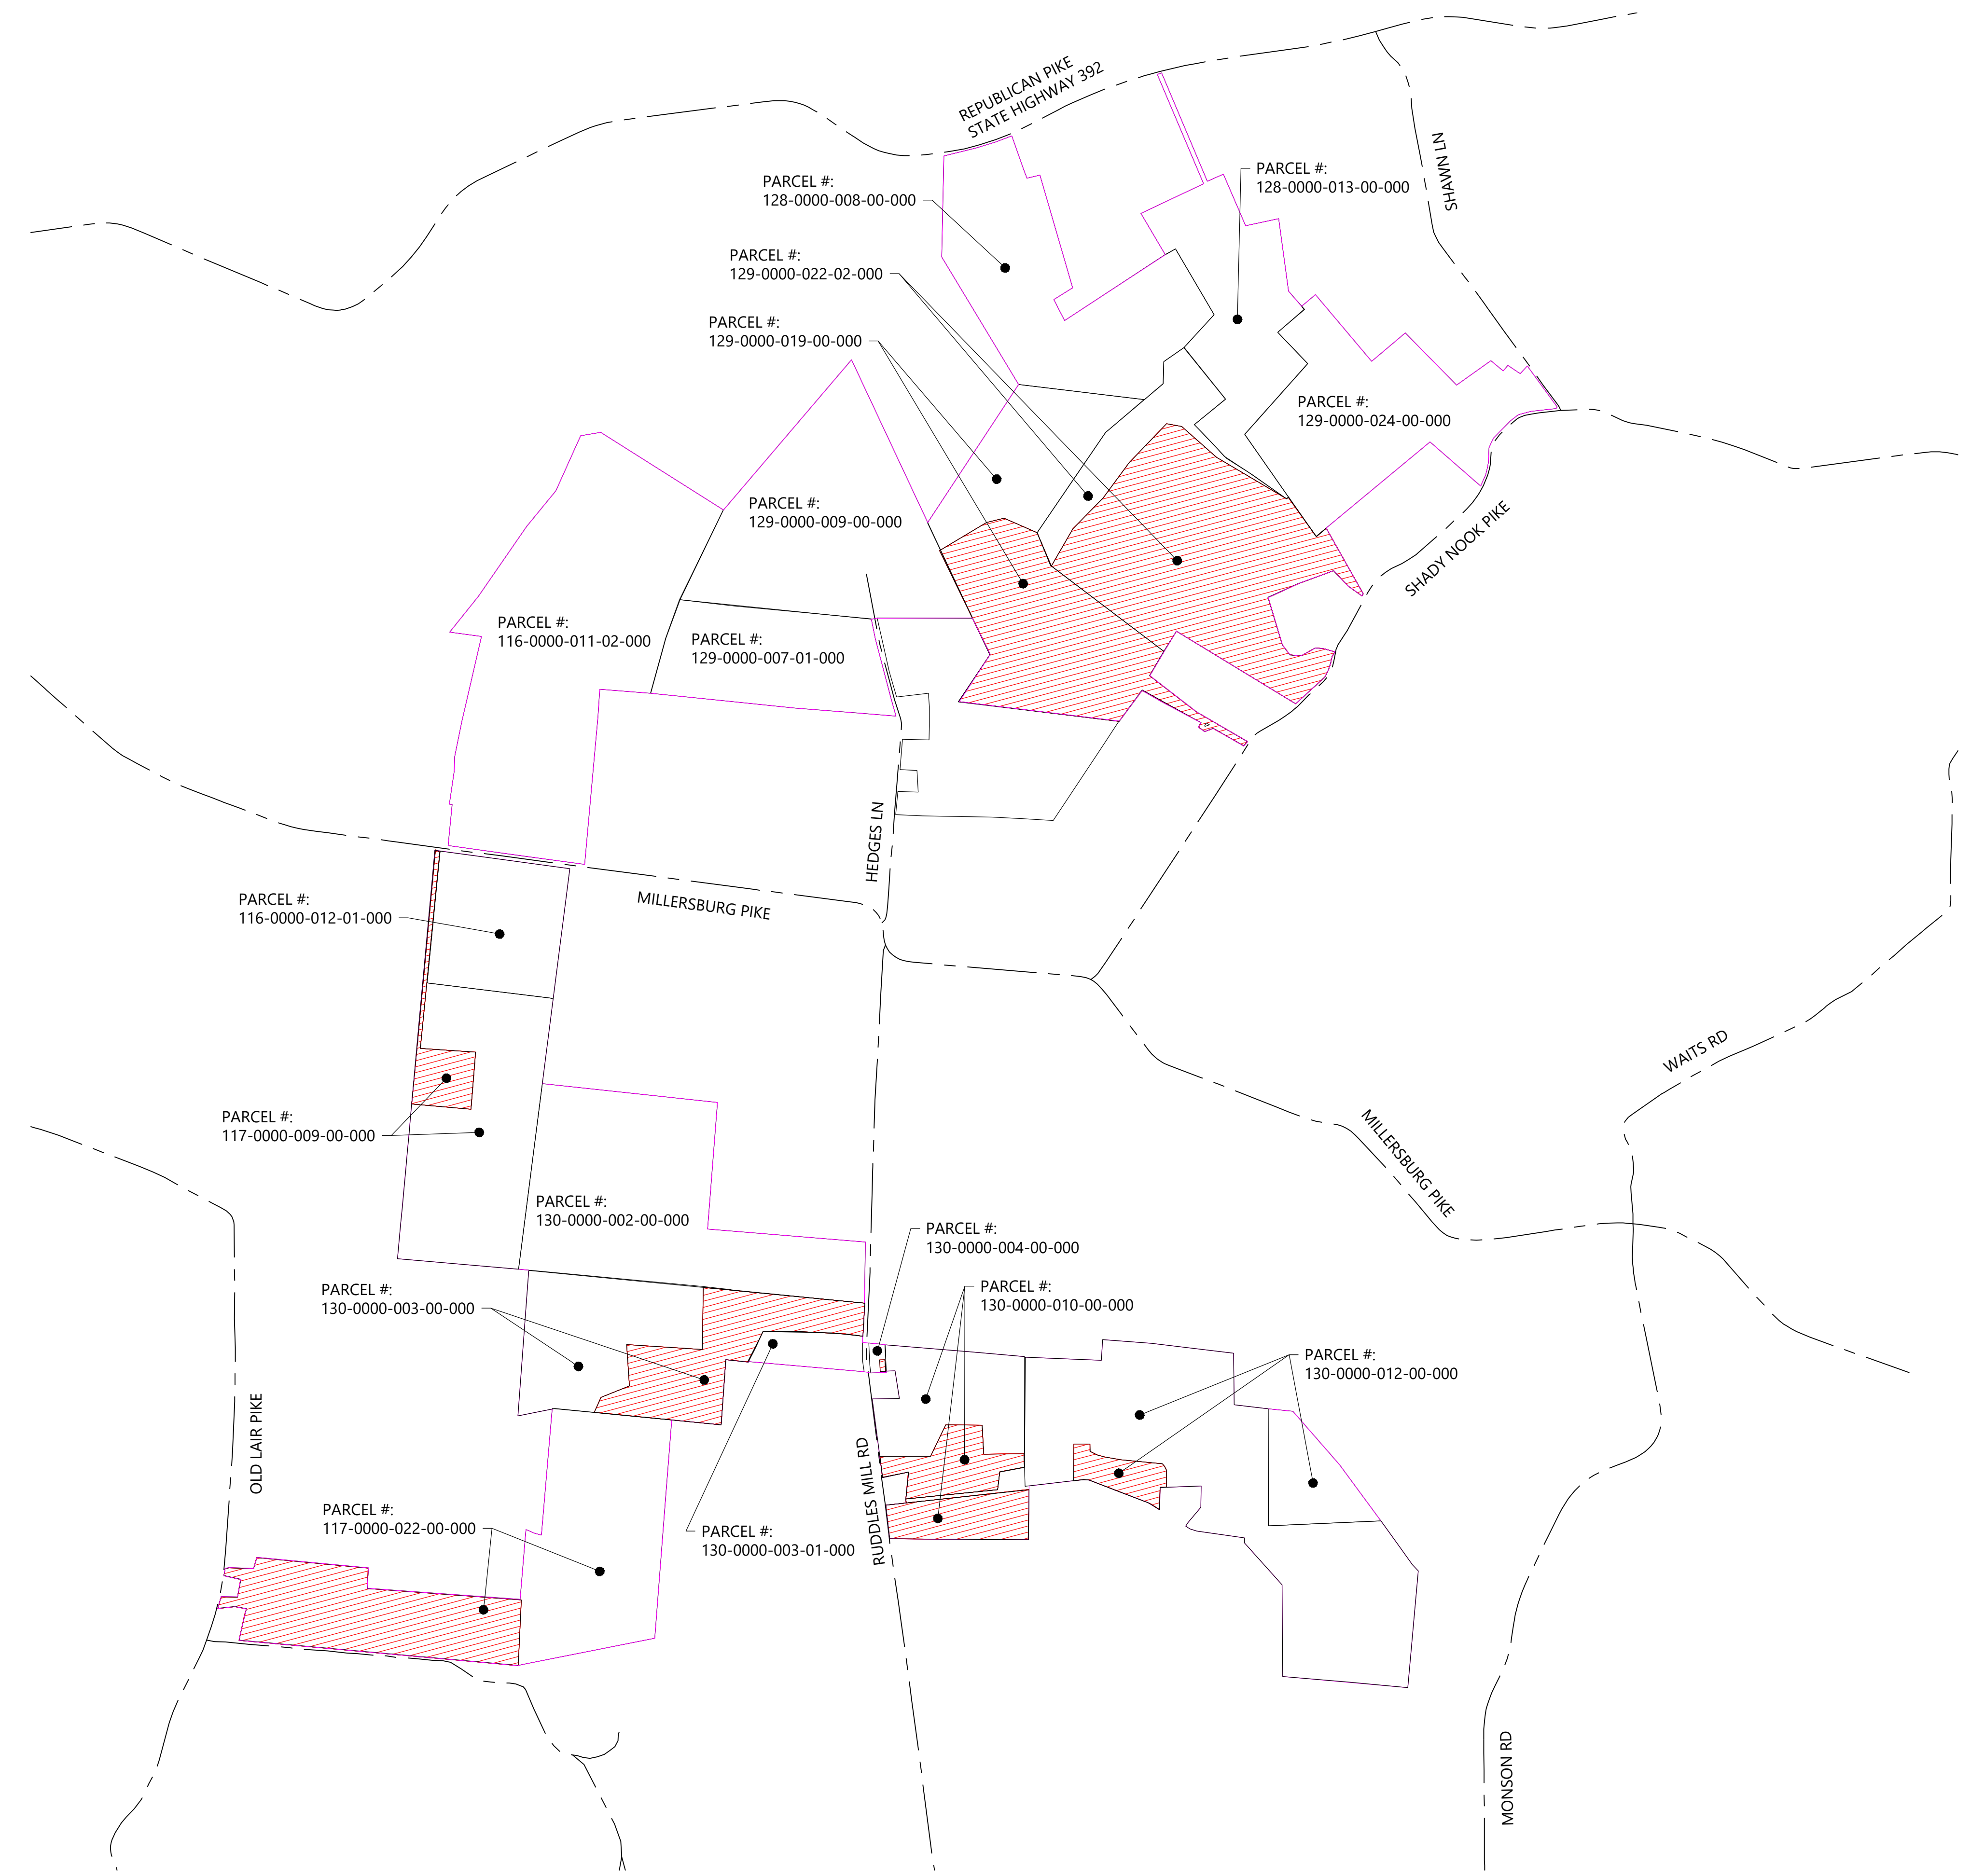 REPUBLICAN PIKE
STATE HIGHWAY 392
SHAWN LN
PARCEL #:
128-0000-013-00-000
PARCEL #:
128-0000-008-00-000
PARCEL #:
129-0000-022-02-000
PARCEL #:
129-0000-019-00-000
PARCEL #:
129-0000-024-00-000
PARCEL #:
129-0000-009-00-000
SHADY NOOK PIKE
PARCEL #:
116-0000-011-02-000
PARCEL #:
129-0000-007-01-000
HEDGES LN
MILLERSBURG PIKE
PARCEL #:
116-0000-012-01-000
WAITS RD
PARCEL #:
117-0000-009-00-000
MILLERSBURG PIKE
PARCEL #:
130-0000-002-00-000
PARCEL #:
130-0000-004-00-000
PARCEL #:
130-0000-003-00-000
PARCEL #:
130-0000-010-00-000
PARCEL #:
130-0000-012-00-000
OLD LAIR PIKE
RUDDLES MILL RD
PARCEL #:
117-0000-022-00-000
PARCEL #:
130-0000-003-01-000
MONSON RD